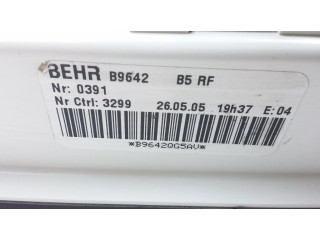 BEHR B9642 B5 RF
Nr: 0391
Nr Ctrl: 3299 26.05.05 19h37 E:04
*B96420G5AU*